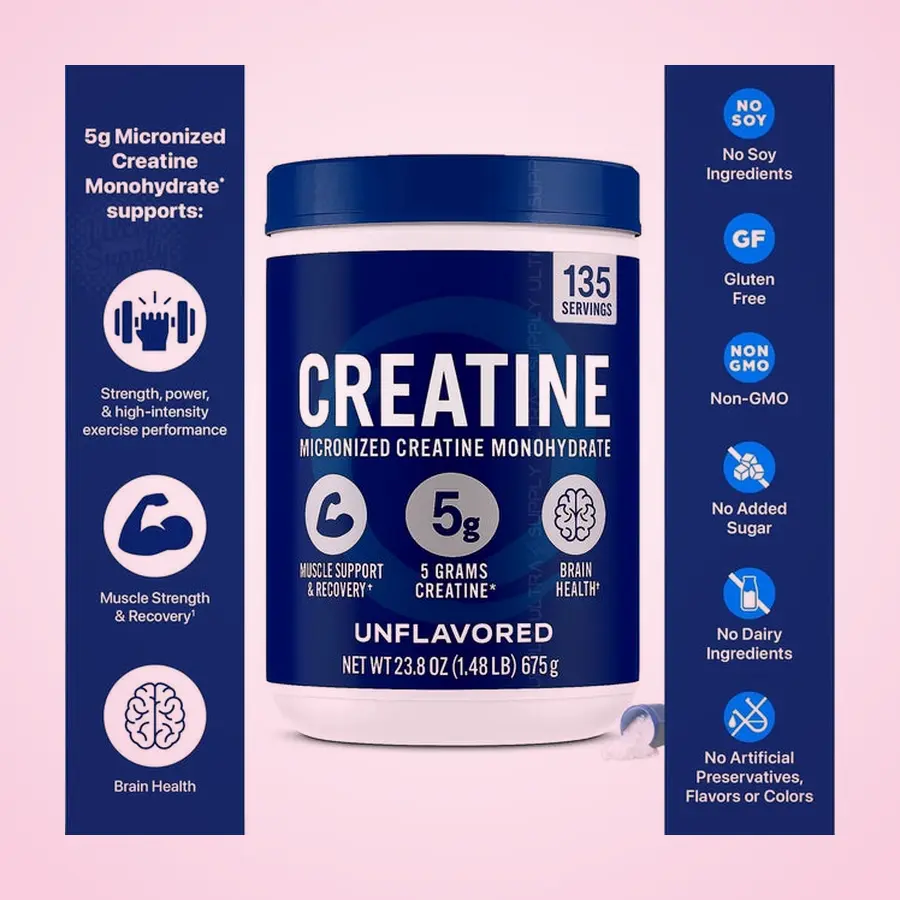 5g Micronized
Creatine
Monohydrate*
supports:
Strength, power,
& high-intensity
exercise performance
Muscle Strength
& Recovery¹
Brain Health
135
SERVINGS
CREATINE
MICRONIZED CREATINE MONOHYDRATE
5g
MUSCLE SUPPORT
& RECOVERY†
5 GRAMS
CREATINE*
BRAIN
HEALTH†
UNFLAVORED
NET WT 23.8 OZ (1.48 LB) 675g
ULTRA SUPPLY
NO
SOY
No Soy
Ingredients
GF
Gluten
Free
NON
GMO
Non-GMO
No Added
Sugar
No Dairy
Ingredients
No Artificial
Preservatives,
Flavors or Colors